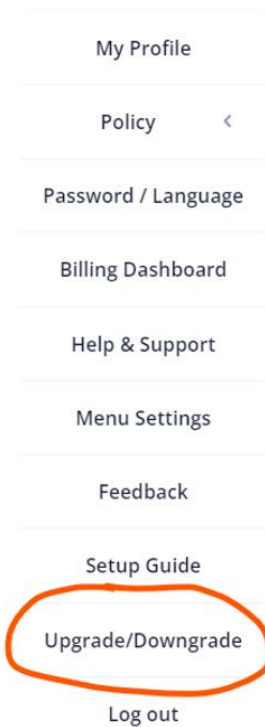 My Profile
Policy <
Password / Language
Billing Dashboard
Help & Support
Menu Settings
Feedback
Setup Guide
Upgrade/Downgrade
Log out